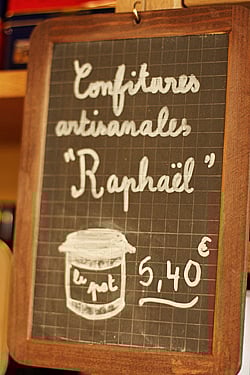 Confitures
artisanales
"Raphaël"
le pot
5,40 €